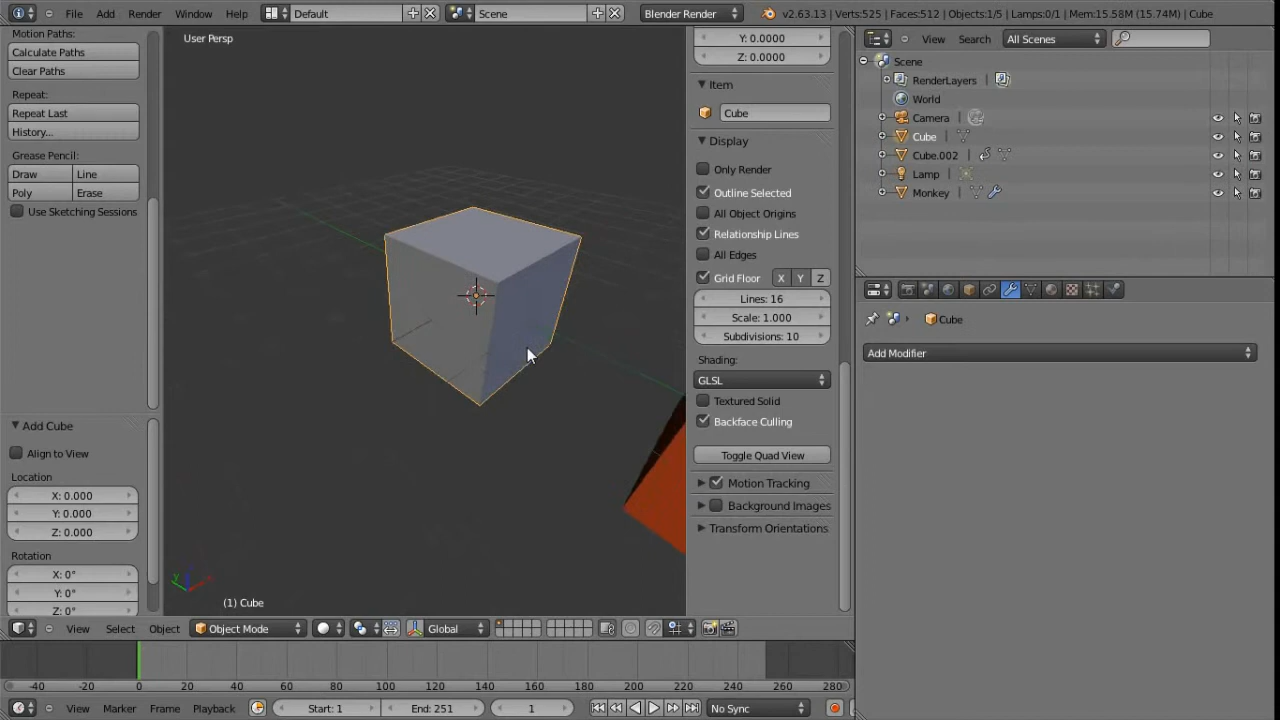 File Add Render Window Help Default Scene Blender Render v2.63.13 | Verts:525 | Faces:512 | Objects:1/5 | Lamps:0/1 | Mem:15.58M (15.74M) | Cube
Motion Paths:
Calculate Paths
Clear Paths
Repeat:
Repeat Last
History...
Grease Pencil:
Draw Line
Poly Erase
Use Sketching Sessions
Add Cube
Align to View
Location
X: 0.000
Y: 0.000
Z: 0.000
Rotation
X: 0°
Y: 0°
Z: 0°
User Persp
(1) Cube
Y: 0.0000
Z: 0.0000
Item
Cube
Display
Only Render
Outline Selected
All Object Origins
Relationship Lines
All Edges
Grid Floor X Y Z
Lines: 16
Scale: 1.000
Subdivisions: 10
Shading:
GLSL
Textured Solid
Backface Culling
Toggle Quad View
Motion Tracking
Background Images
Transform Orientations
View Search All Scenes
Scene
RenderLayers
World
Camera
Cube
Cube.002
Lamp
Monkey
Cube
Add Modifier
View Select Object Object Mode Global
-40 -20 0 20 40 60 80 100 120 140 160 180 200 220 240 260 280
View Marker Frame Playback Start: 1 End: 251 1 No Sync